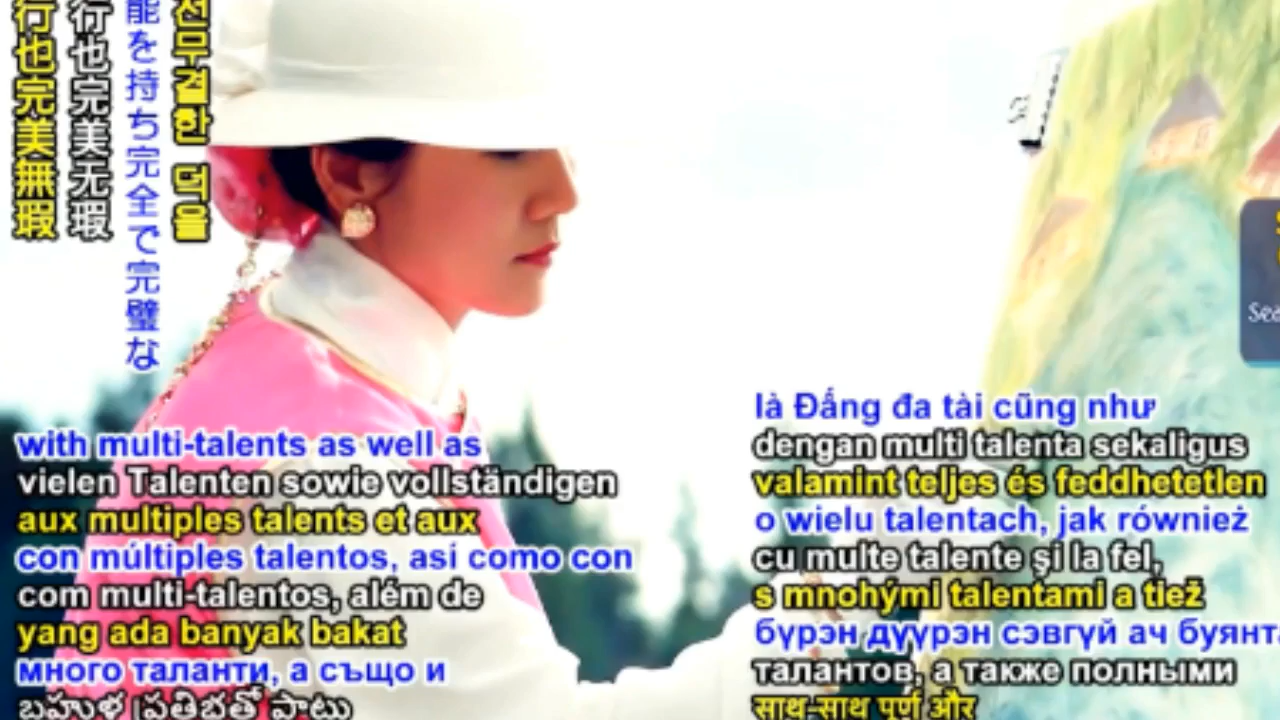 行也完美無瑕
行也完美无瑕
能を持ち完全で完璧な
전무결한 덕을
with multi-talents as well as
vielen Talenten sowie vollständigen
aux multiples talents et aux
con múltiples talentos, así como con
com multi-talentos, além de
yang ada banyak bakat
много таланти, а също и
బహుళ ప్రతిభతో పాటు
là Đấng đa tài cũng như
dengan multi talenta sekaligus
valamint teljes és feddhetetlen
o wielu talentach, jak również
cu multe talente şi la fel,
s mnohými talentami a tiež
бүрэн дүүрэн сэвгүй ач буянт
талантов, а также полными
साथ-साथ पूर्ण और